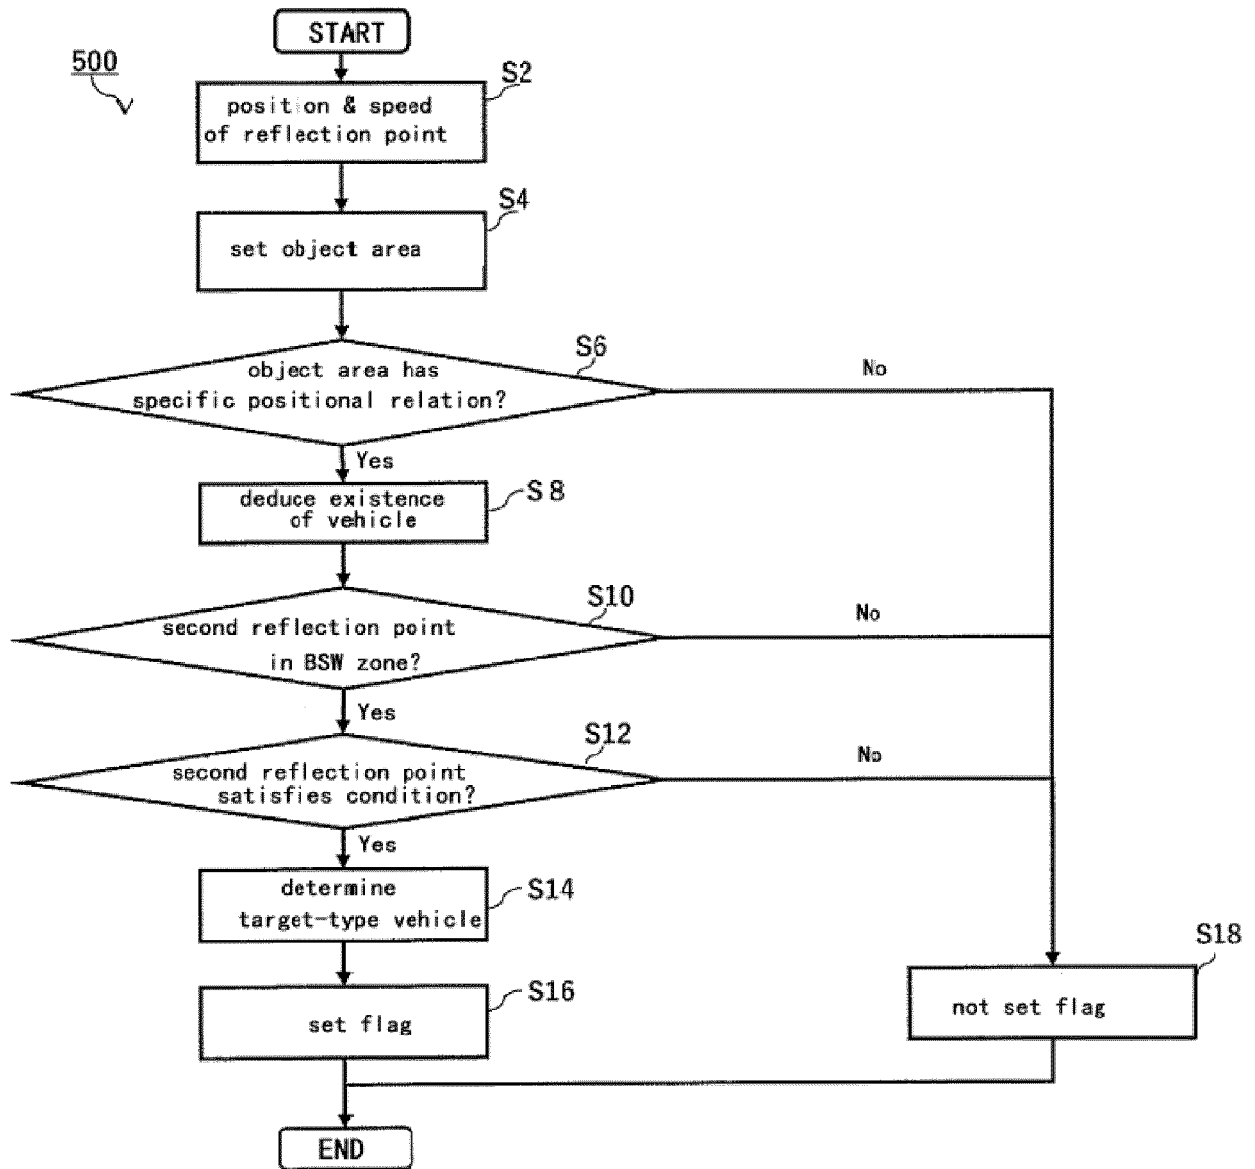 START
500
S2
position & speed
of reflection point
S4
set object area
S6
object area has
specific positional relation?
No
Yes
S8
deduce existence
of vehicle
S10
second reflection point
in BSW zone?
No
Yes
S12
second reflection point
satisfies condition?
No
Yes
S14
determine
target-type vehicle
S16
set flag
S18
not set flag
END